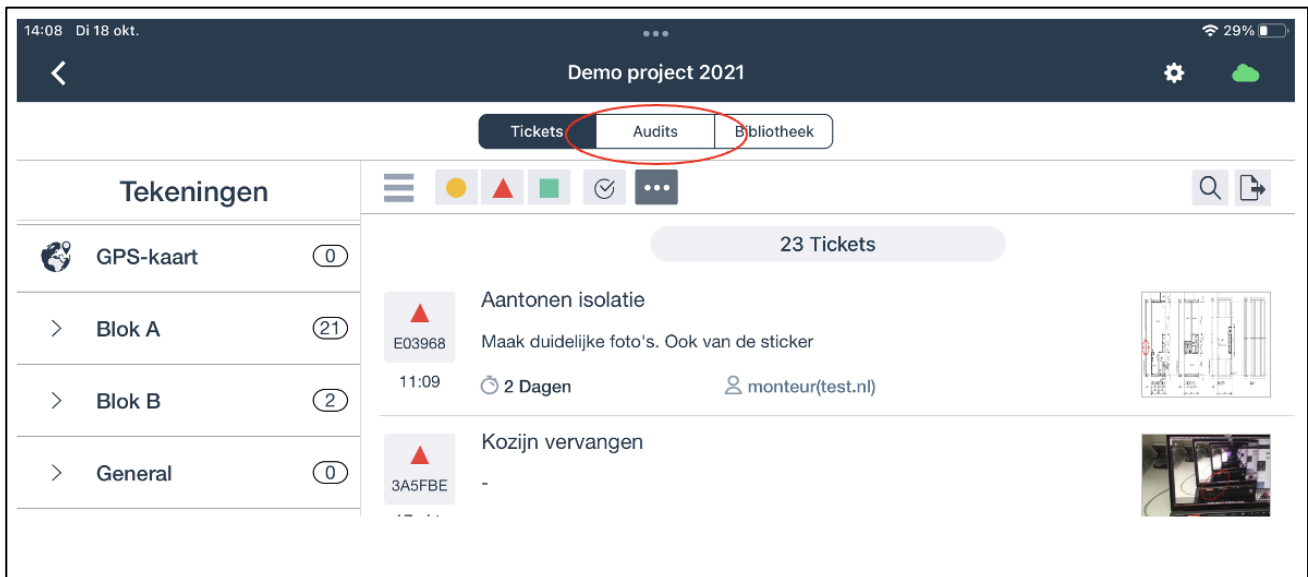 14:08 Di 18 okt.
29%
Demo project 2021
Tickets Audits Bibliotheek
Tekeningen
23 Tickets
GPS-kaart 0
Blok A 21
Blok B 2
General 0
Aantonen isolatie
E03968
Maak duidelijke foto's. Ook van de sticker
11:09
2 Dagen
monteur(test.nl)
Kozijn vervangen
3A5FBE
-